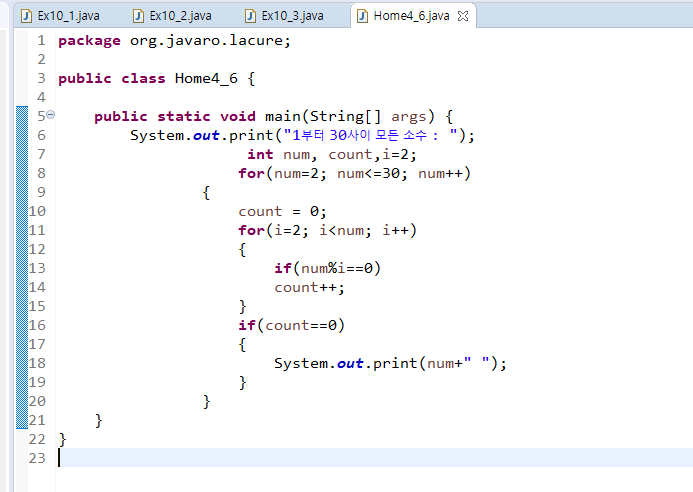 Ex10_1.java Ex10_2.java Ex10_3.java Home4_6.java
1 package org.javaro.lacure;
2
3 public class Home4_6 {
4
5 public static void main(String[] args) {
6 System.out.print("1부터 30사이 모든 소수 : ");
7 int num, count,i=2;
8 for(num=2; num<=30; num++)
9 {
10 count = 0;
11 for(i=2; i<num; i++)
12 {
13 if(num%i==0)
14 count++;
15 }
16 if(count==0)
17 {
18 System.out.print(num+" ");
19 }
20 }
21 }
22 }
23